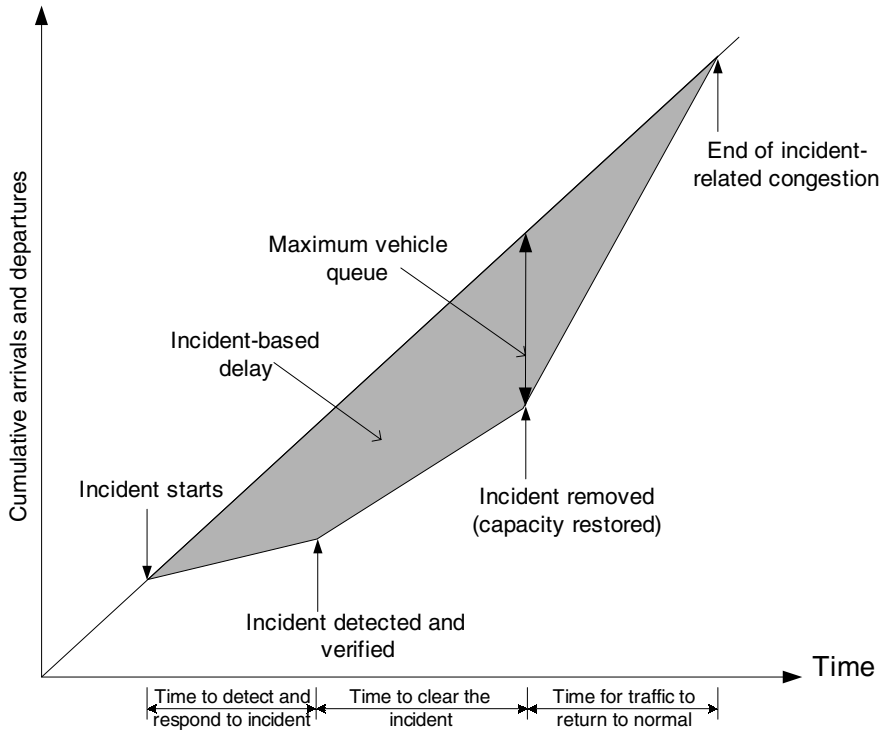 End of incident-
related congestion
Maximum vehicle
queue
Incident-based
delay
Cumulative arrivals and departures
Incident starts
Incident removed
(capacity restored)
Incident detected and
verified
Time
Time to detect and
respond to incident
Time to clear the
incident
Time for traffic to
return to normal